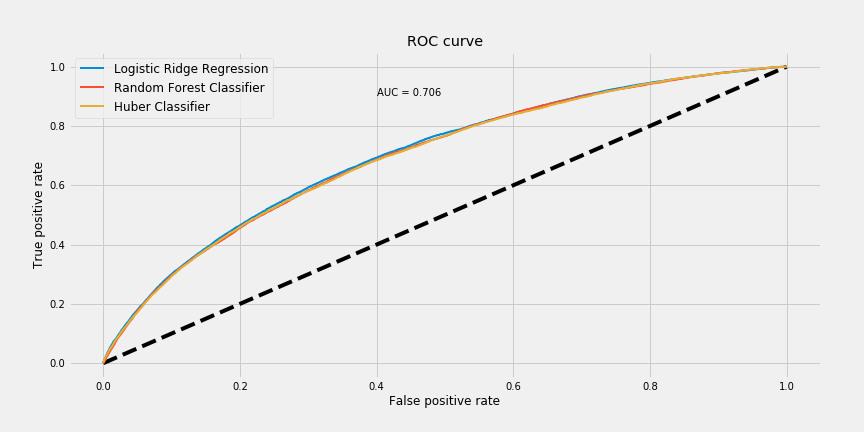 ROC curve
Logistic Ridge Regression
Random Forest Classifier
Huber Classifier
AUC = 0.706
True positive rate
1.0
0.8
0.6
0.4
0.2
0.0
0.0 0.2 0.4 0.6 0.8 1.0
False positive rate